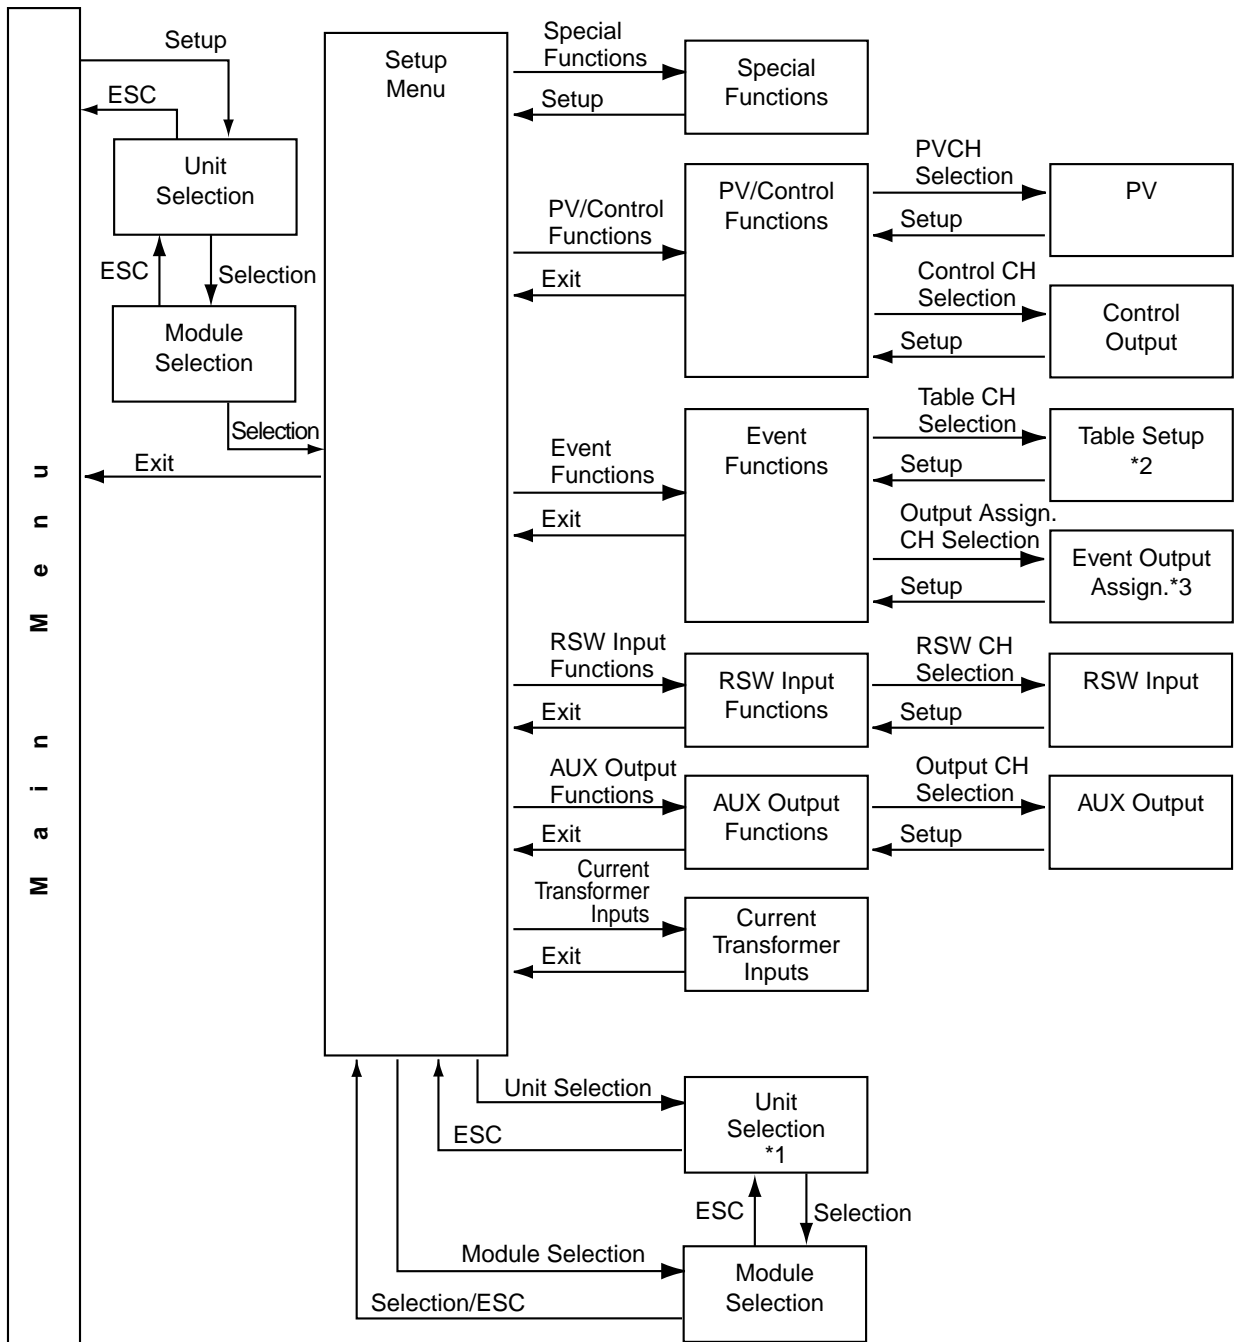 Main Menu
Setup
ESC
Unit
Selection
ESC
Selection
Module
Selection
Selection
Exit
Setup
Menu
Special
Functions
Setup
Special
Functions
PV/Control
Functions
Exit
PV/Control
Functions
PVCH
Selection
Setup
PV
Control CH
Selection
Setup
Control
Output
Event
Functions
Exit
Event
Functions
Table CH
Selection
Setup
Table Setup
*2
Output Assign.
CH Selection
Setup
Event Output
Assign.*3
RSW Input
Functions
Exit
RSW Input
Functions
RSW CH
Selection
Setup
RSW Input
AUX Output
Functions
Exit
AUX Output
Functions
Output CH
Selection
Setup
AUX Output
Current
Transformer
Inputs
Exit
Current
Transformer
Inputs
Unit Selection
ESC
Unit
Selection
*1
ESC
Selection
Module Selection
Selection/ESC
Module
Selection